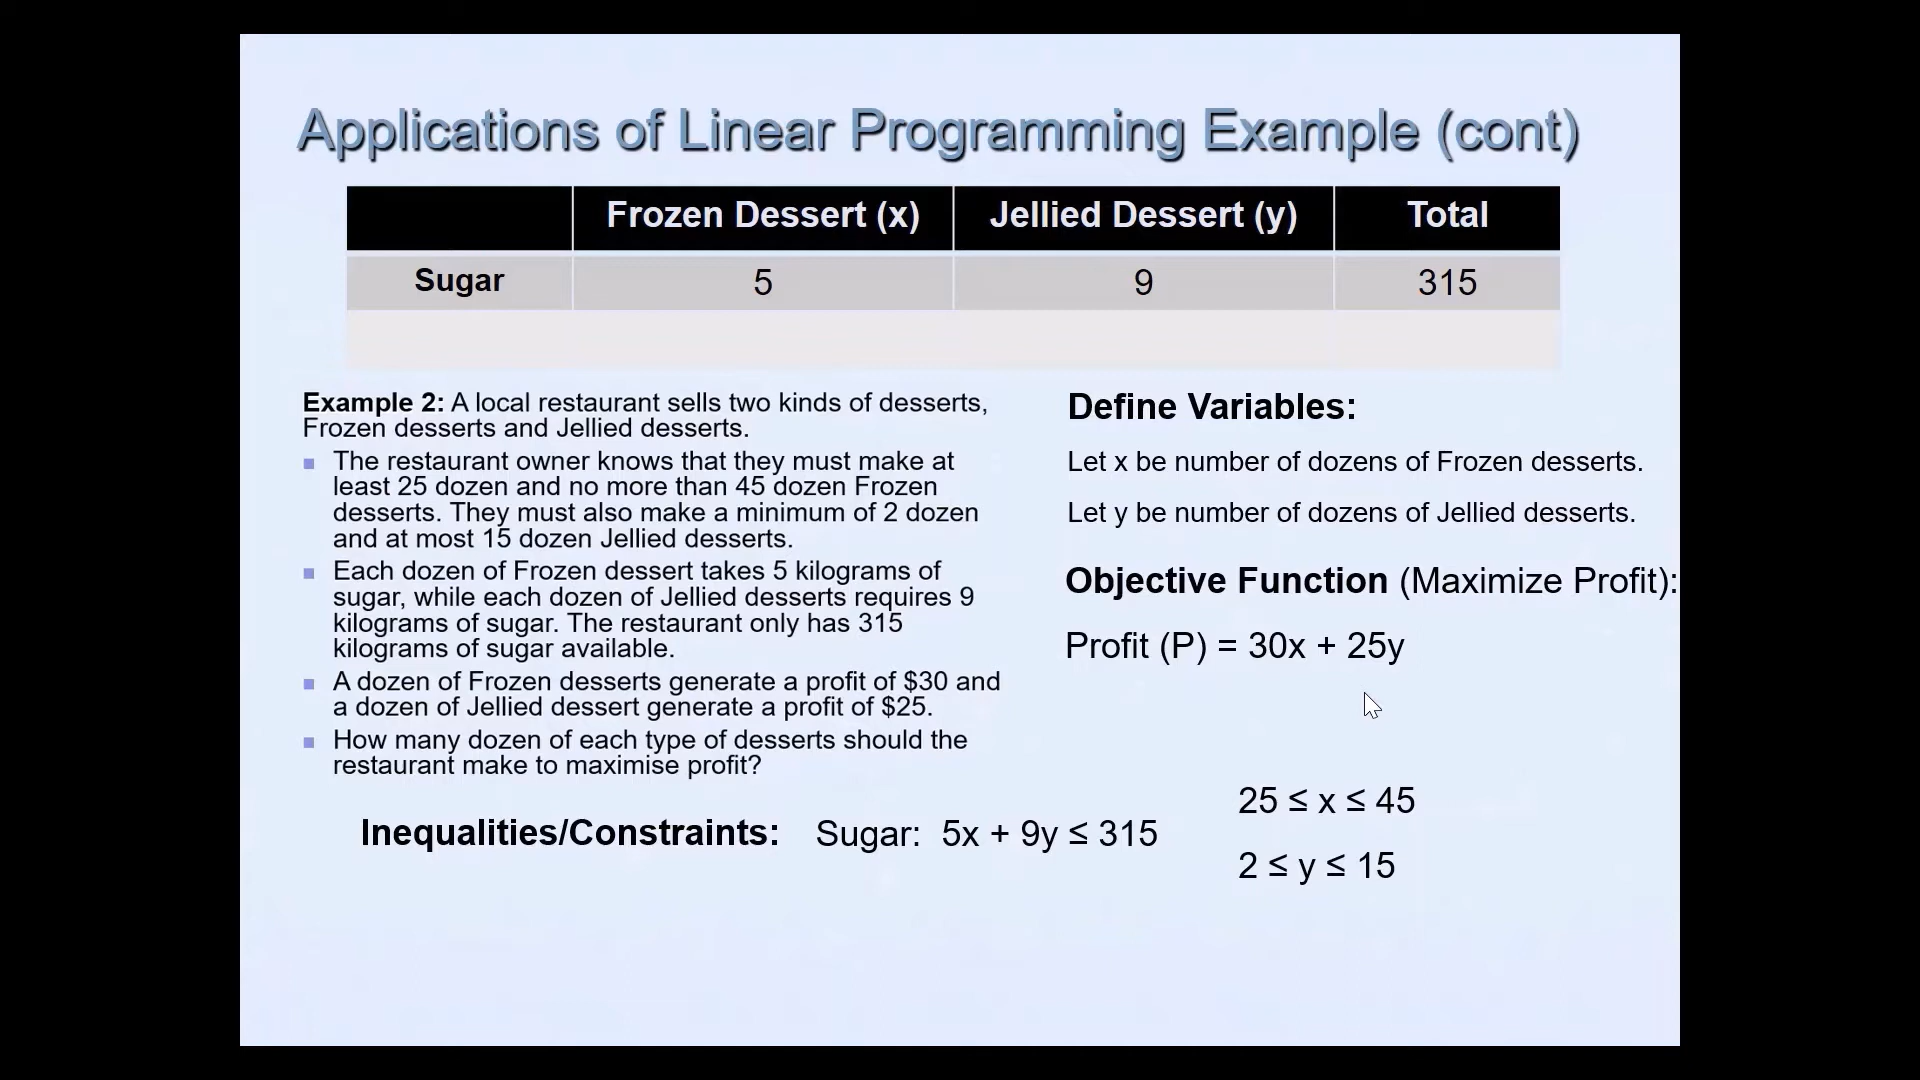 Applications of Linear Programming Example (cont)
Frozen Dessert (x) Jellied Dessert (y) Total
Sugar 5 9 315
Example 2: A local restaurant sells two kinds of desserts,
Frozen desserts and Jellied desserts.
The restaurant owner knows that they must make at
least 25 dozen and no more than 45 dozen Frozen
desserts. They must also make a minimum of 2 dozen
and at most 15 dozen Jellied desserts.
Each dozen of Frozen dessert takes 5 kilograms of
sugar, while each dozen of Jellied desserts requires 9
kilograms of sugar. The restaurant only has 315
kilograms of sugar available.
A dozen of Frozen desserts generate a profit of $30 and
a dozen of Jellied dessert generate a profit of $25.
How many dozen of each type of desserts should the
restaurant make to maximise profit?
Define Variables:
Let x be number of dozens of Frozen desserts.
Let y be number of dozens of Jellied desserts.
Objective Function (Maximize Profit):
Profit (P) = 30x + 25y
Inequalities/Constraints: Sugar: 5x + 9y ≤ 315
25 ≤ x ≤ 45
2 ≤ y ≤ 15